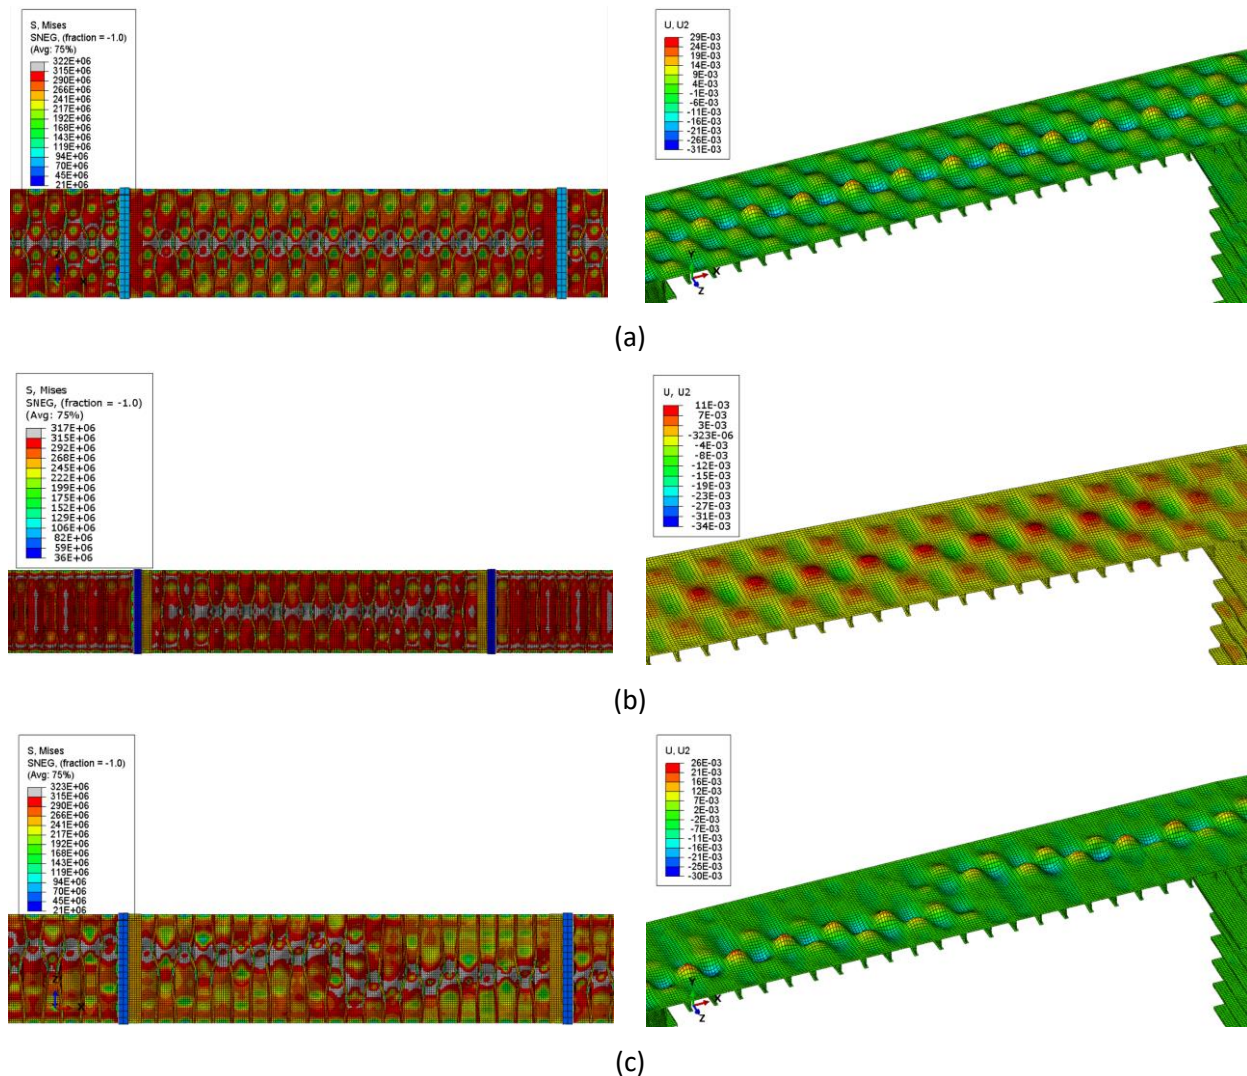 S, Mises
SNEG, (fraction = -1.0)
(Avg: 75%)
322E+06
315E+06
290E+06
266E+06
241E+06
217E+06
192E+06
168E+06
143E+06
119E+06
94E+06
70E+06
45E+06
21E+06
X
U, U2
29E-03
24E-03
19E-03
14E-03
9E-03
4E-03
-1E-03
-6E-03
-11E-03
-16E-03
-21E-03
-26E-03
-31E-03
Y
X
Z
(a)
S, Mises
SNEG, (fraction = -1.0)
(Avg: 75%)
317E+06
315E+06
292E+06
268E+06
245E+06
222E+06
199E+06
175E+06
152E+06
129E+06
106E+06
82E+06
59E+06
36E+06
U, U2
11E-03
7E-03
3E-03
-323E-06
-4E-03
-8E-03
-12E-03
-15E-03
-19E-03
-23E-03
-27E-03
-31E-03
-34E-03
(b)
S, Mises
SNEG, (fraction = -1.0)
(Avg: 75%)
323E+06
315E+06
290E+06
266E+06
241E+06
217E+06
192E+06
168E+06
143E+06
119E+06
94E+06
70E+06
45E+06
21E+06
Z
X
U, U2
26E-03
21E-03
16E-03
12E-03
7E-03
2E-03
-2E-03
-7E-03
-11E-03
-16E-03
-21E-03
-25E-03
-30E-03
Y
X
Z
(c)